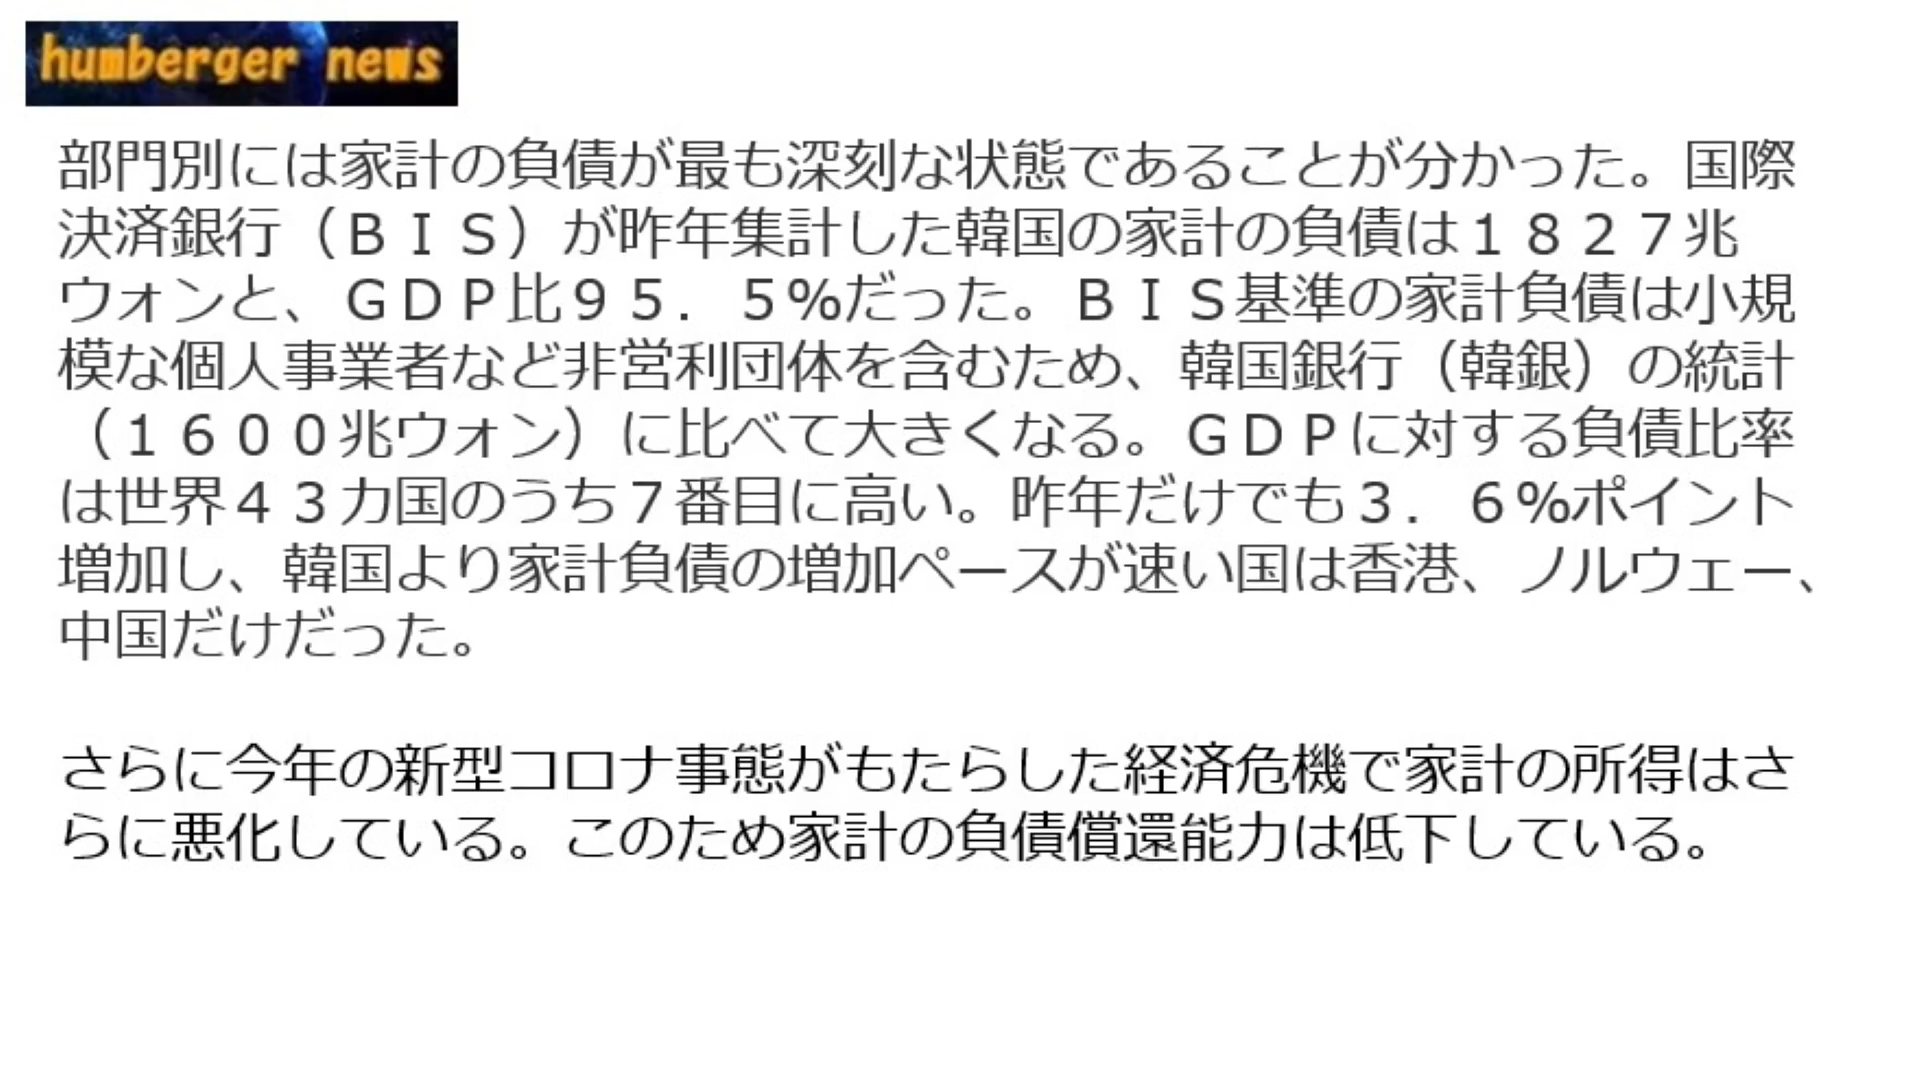 humberger news
部門別には家計の負債が最も深刻な状態であることが分かった。国際
決済銀行（ＢＩＳ）が昨年集計した韓国の家計の負債は１８２７兆
ウォンと、ＧＤＰ比９５．５％だった。ＢＩＳ基準の家計負債は小規
模な個人事業者など非営利団体を含むため、韓国銀行（韓銀）の統計
（１６００兆ウォン）に比べて大きくなる。ＧＤＰに対する負債比率
は世界４３カ国のうち７番目に高い。昨年だけでも３．６％ポイント
増加し、韓国より家計負債の増加ペースが速い国は香港、ノルウェー、
中国だけだった。
さらに今年の新型コロナ事態がもたらした経済危機で家計の所得はさ
らに悪化している。このため家計の負債償還能力は低下している。